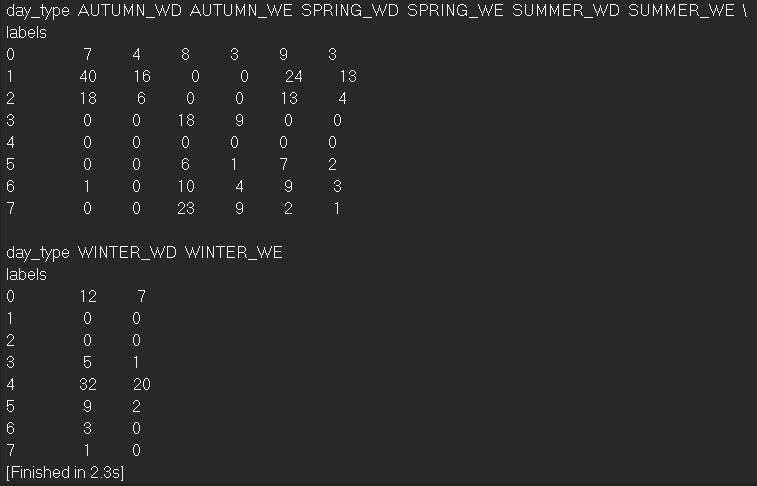 day_type AUTUMN_WD AUTUMN_WE SPRING_WD SPRING_WE SUMMER_WD SUMMER_WE \
labels
0 7 4 8 3 9 3
1 40 16 0 0 24 13
2 18 6 0 0 13 4
3 0 0 18 9 0 0
4 0 0 0 0 0 0
5 0 0 6 1 7 2
6 1 0 10 4 9 3
7 0 0 23 9 2 1
day_type WINTER_WD WINTER_WE
labels
0 12 7
1 0 0
2 0 0
3 5 1
4 32 20
5 9 2
6 3 0
7 1 0
[Finished in 2.3s]